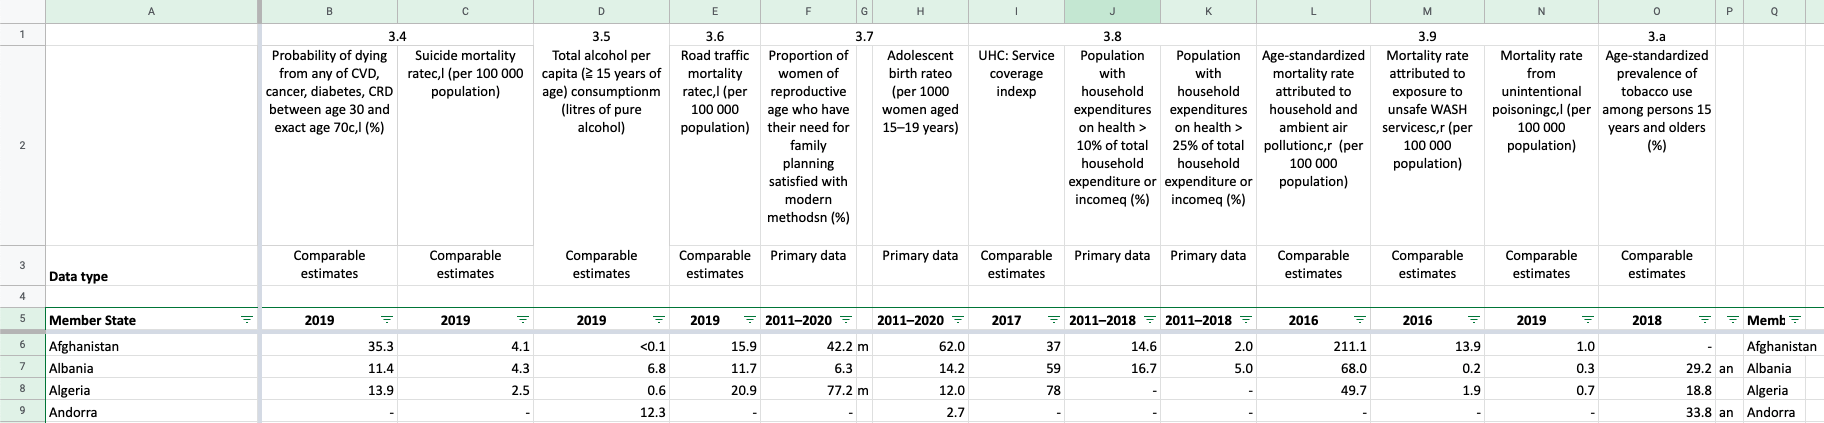 A B C D E F G H I J K L M N O P Q
1 3.4 3.5 3.6 3.7 3.8 3.9 3.a
Probability of dying Suicide mortality Total alcohol per Road traffic Proportion of Adolescent UHC: Service Population Population Age-standardized Mortality rate Mortality rate Age-standardized
from any of CVD, ratec,l (per 100 000 capita (≥ 15 years of mortality women of birth rateo coverage with with mortality rate attributed to from prevalence of
cancer, diabetes, CRD population) age) consumptionm ratec,l (per reproductive (per 1000 indexp household household attributed to exposure to unintentional tobacco use
between age 30 and (litres of pure 100 000 age who have women aged expenditures expenditures household and unsafe WASH poisoningc,l (per among persons 15
exact age 70c,l (%) alcohol) population) their need for 15–19 years) on health > on health > ambient air servicesc,r (per 100 000 years and olders
2 family 10% of total 25% of total pollutionc,r (per 100 000 population) (%)
planning household household 100 000 population)
satisfied with expenditure or expenditure or population)
modern incomeq (%) incomeq (%)
methodsn (%)
Comparable Comparable Comparable Comparable Primary data Primary data Comparable Primary data Primary data Comparable Comparable Comparable Comparable
3 Data type estimates estimates estimates estimates estimates estimates estimates estimates estimates
4
5 Member State 2019 2019 2019 2019 2011–2020 2011–2020 2017 2011–2018 2011–2018 2016 2016 2019 2018 Memb
6 Afghanistan 35.3 4.1 <0.1 15.9 42.2 m 62.0 37 14.6 2.0 211.1 13.9 1.0 - Afghanistan
7 Albania 11.4 4.3 6.8 11.7 6.3 14.2 59 16.7 5.0 68.0 0.2 0.3 29.2 an Albania
8 Algeria 13.9 2.5 0.6 20.9 77.2 m 12.0 78 - - 49.7 1.9 0.7 18.8 Algeria
9 Andorra - - 12.3 - - 2.7 - - - - - - 33.8 an Andorra